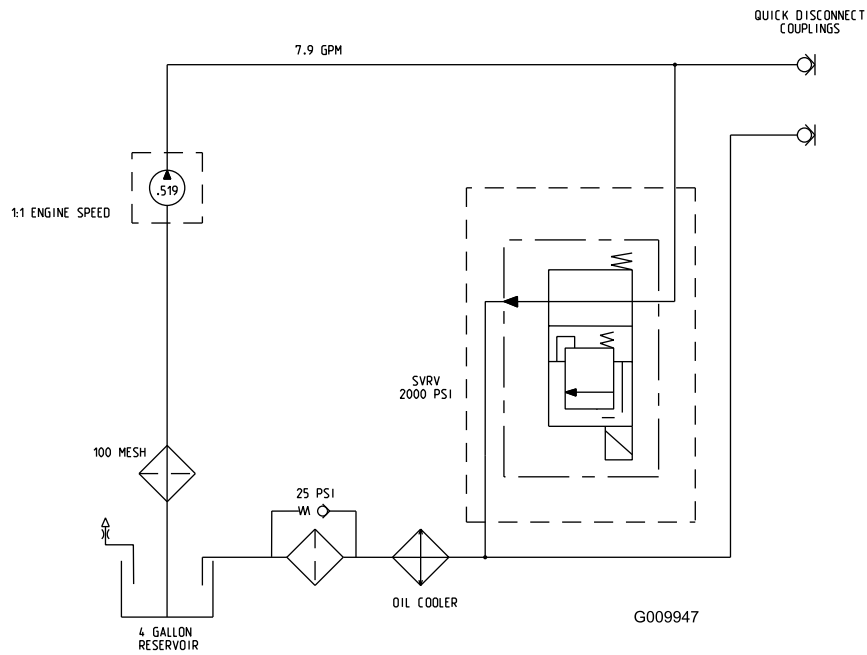 QUICK DISCONNECT
COUPLINGS
7.9 GPM
.519
1:1 ENGINE SPEED
SVRV
2000 PSI
100 MESH
25 PSI
OIL COOLER
G009947
4 GALLON
RESERVOIR